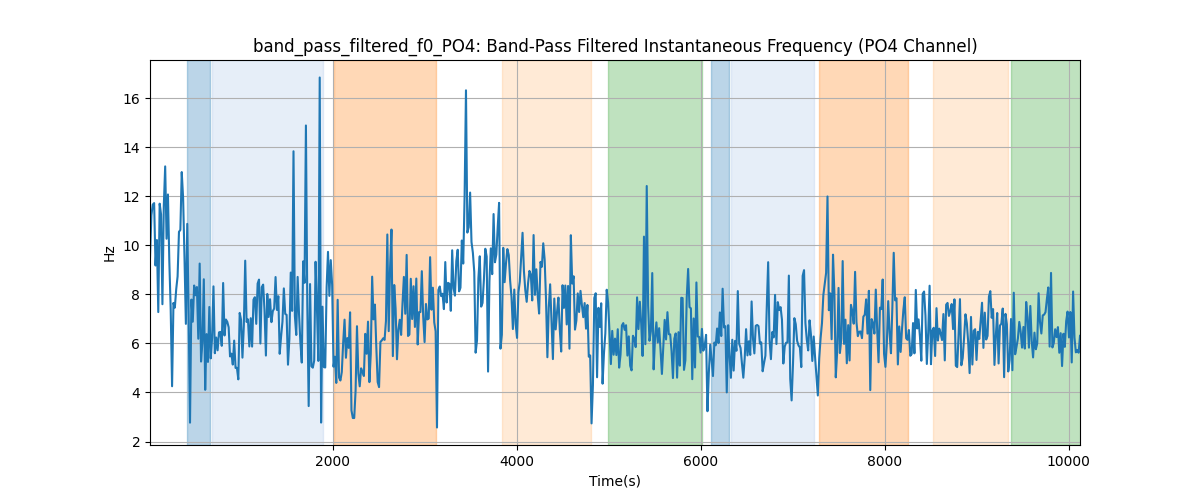 band_pass_filtered_f0_PO4: Band-Pass Filtered Instantaneous Frequency (PO4 Channel)
16
14
12
10
8
6
4
2
Hz
2000 4000 6000 8000 10000
Time(s)